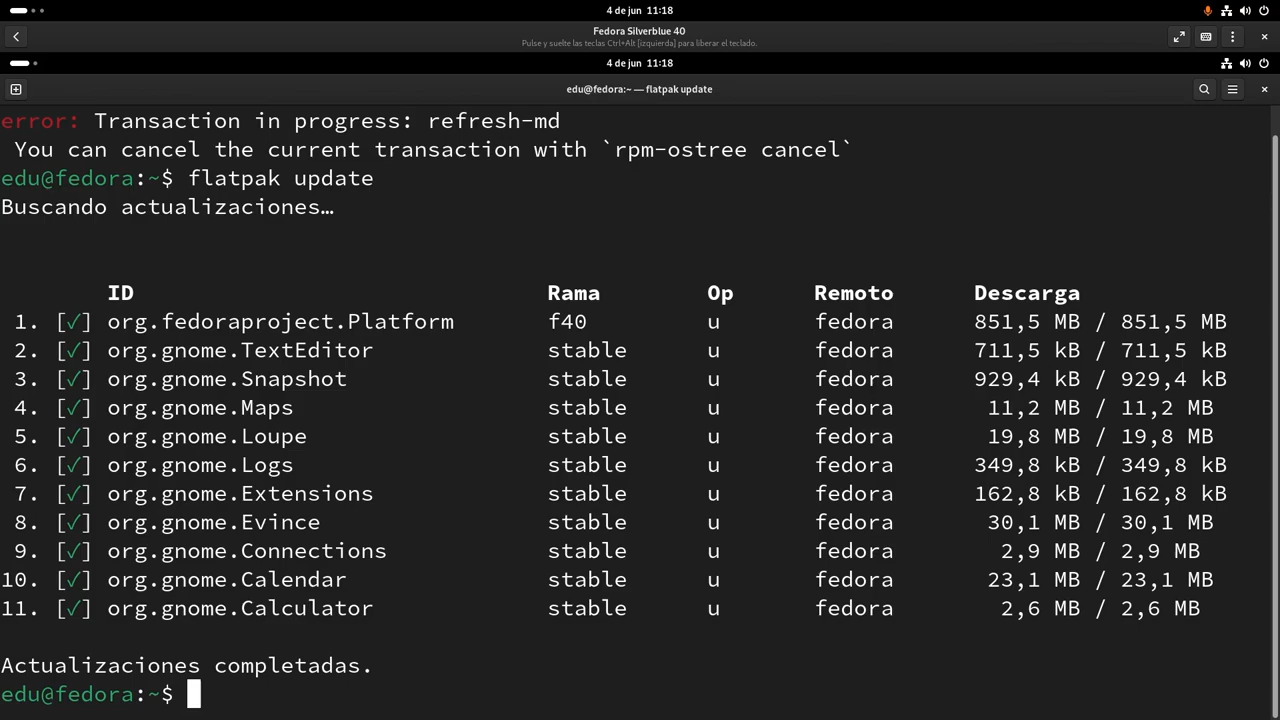 4 de jun 11:18
Fedora Silverblue 40
Pulse y suelte las teclas Ctrl+Alt [izquierda] para liberar el teclado.
4 de jun 11:18
edu@fedora:~ — flatpak update
error: Transaction in progress: refresh-md
You can cancel the current transaction with `rpm-ostree cancel`
edu@fedora:~$ flatpak update
Buscando actualizaciones…
ID Rama Op Remoto Descarga
1. [✓] org.fedoraproject.Platform f40 u fedora 851,5 MB / 851,5 MB
2. [✓] org.gnome.TextEditor stable u fedora 711,5 kB / 711,5 kB
3. [✓] org.gnome.Snapshot stable u fedora 929,4 kB / 929,4 kB
4. [✓] org.gnome.Maps stable u fedora 11,2 MB / 11,2 MB
5. [✓] org.gnome.Loupe stable u fedora 19,8 MB / 19,8 MB
6. [✓] org.gnome.Logs stable u fedora 349,8 kB / 349,8 kB
7. [✓] org.gnome.Extensions stable u fedora 162,8 kB / 162,8 kB
8. [✓] org.gnome.Evince stable u fedora 30,1 MB / 30,1 MB
9. [✓] org.gnome.Connections stable u fedora 2,9 MB / 2,9 MB
10. [✓] org.gnome.Calendar stable u fedora 23,1 MB / 23,1 MB
11. [✓] org.gnome.Calculator stable u fedora 2,6 MB / 2,6 MB
Actualizaciones completadas.
edu@fedora:~$